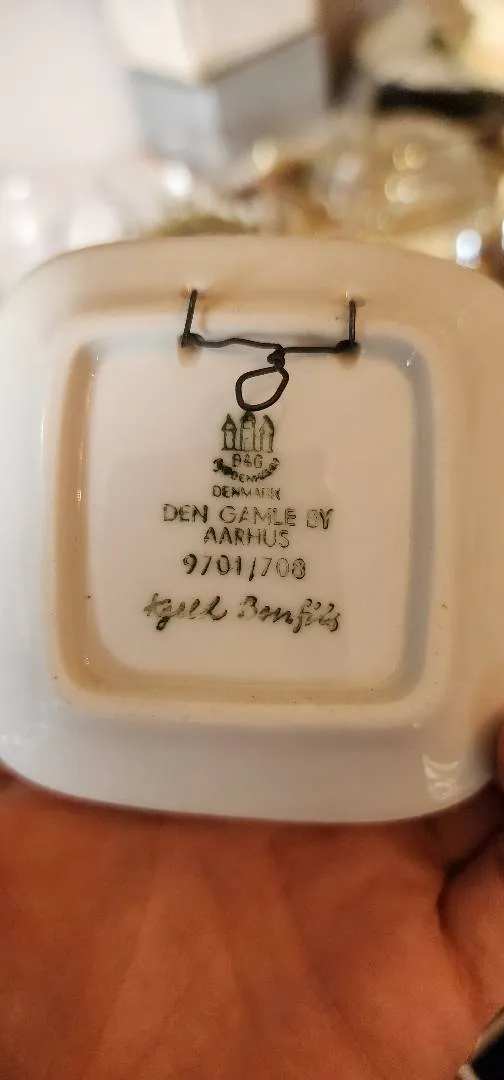 B&G
DENMARK
DEN GAMLE BY
AARHUS
9701/708
Kjeld Bonfils